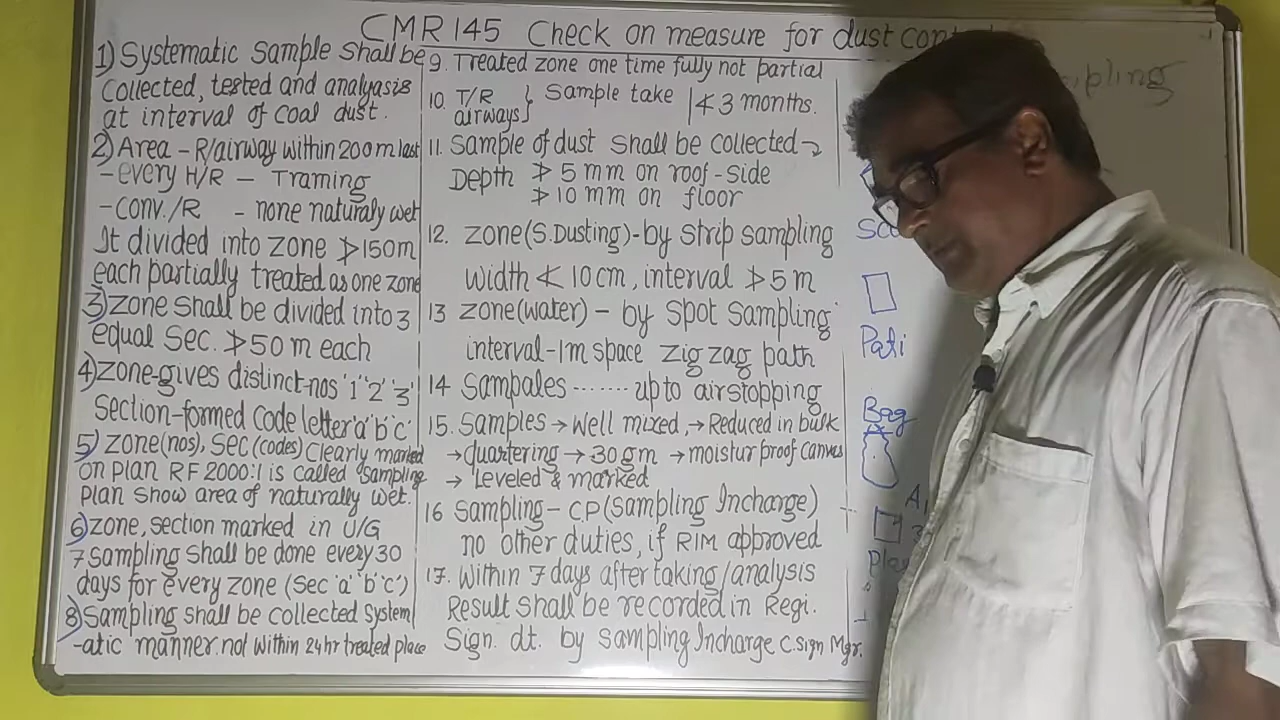 CMR 145 Check on measure for dust cont
1) Systematic Sample Shall be
Collected, tested and analyasis
at interval of coal dust.
2) Area - R/airway within 200 m last
- every H/R - Traming
- Conv./R - none naturaly wet
It divided into zone ≯ 150m
each partially treated as one zone
3) zone shall be divided into 3
equal Sec. ≯ 50 m each
4) zone-gives distinct-nos '1' '2' '3'
Section-formed Code letter 'a' 'b' 'c'
5) zone(nos), Sec (codes) Clearly marked
on plan RF 2000:1 is called Sampling
plan show area of naturally wet.
6) zone, section marked in U/G
7 Sampling shall be done every 30
days for every zone (Sec 'a' 'b' 'c')
8) Sampling shall be collected System
-atic manner. not within 24 hr treated place
9. Treated zone one time fully not partial
10. T/R
airways } Sample take | ≮ 3 months.
11. Sample of dust shall be collected →
Depth ≯ 5 mm on roof-side
≯ 10 mm on floor
12. zone (S.Dusting) - by Strip sampling
width ≮ 10 cm, interval ≯ 5 m
13 zone (water) - by Spot Sampling
interval-1m space zig zag path
14 Sampales ....... up to airstopping
15. Samples → Well mixed, → Reduced in bulk
→ quartering → 30 gm → moistur proof Canvas
→ Leveled & marked
16 Sampling - C.P (Sampling Incharge)
no other duties, if RIM approved
17. Within 7 days after taking/analysis
Result shall be recorded in Regi.
Sign. dt. by Sampling Incharge C.Sign Mgr.
pling
Pati
Bag